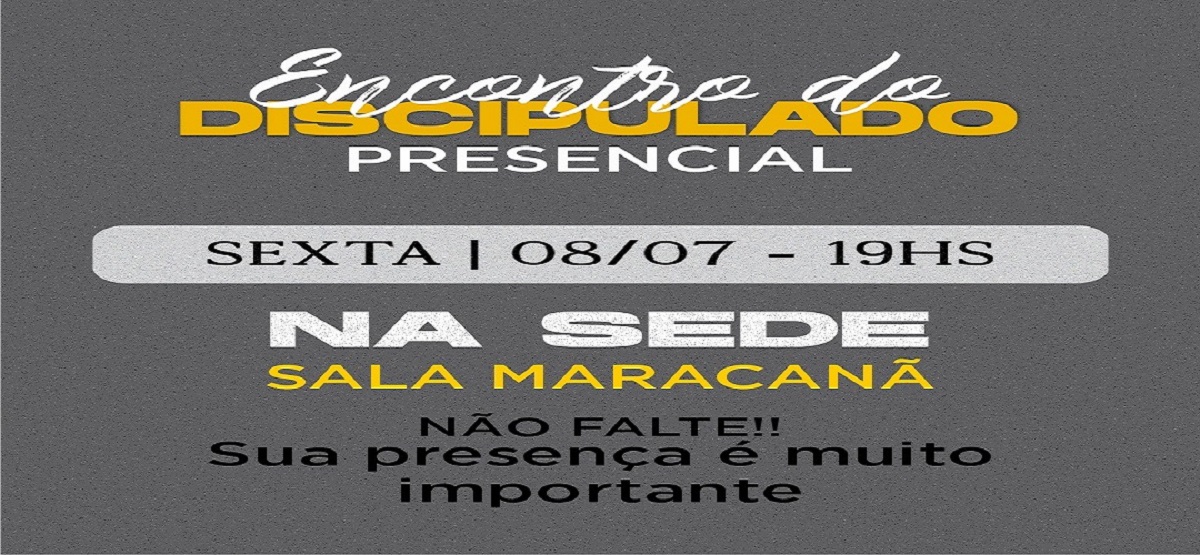 Encontro do
DISCIPULADO
PRESENCIAL
SEXTA | 08/07 - 19HS
NA SEDE
SALA MARACANÃ
NÃO FALTE!!
Sua presença é muito
importante